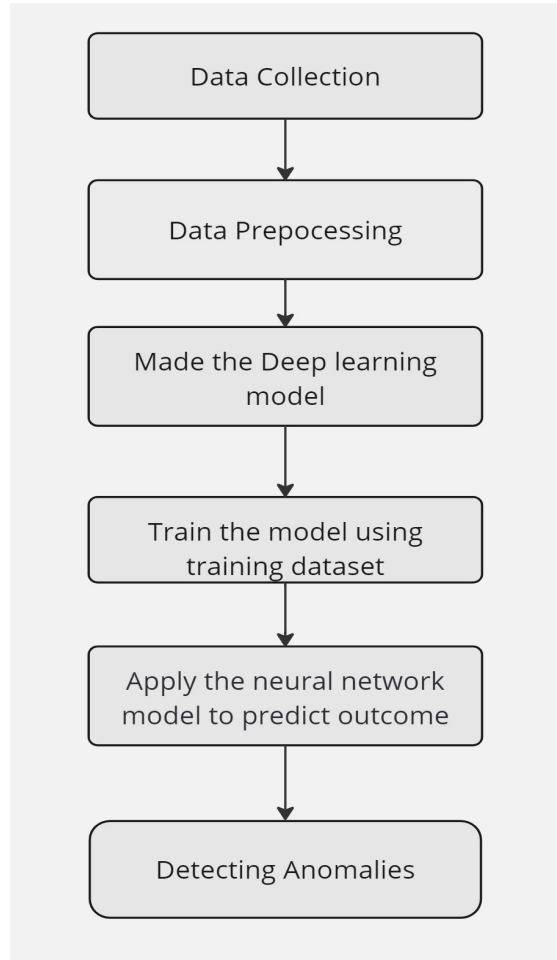 Data Collection
Data Prepocessing
Made the Deep learning
model
Train the model using
training dataset
Apply the neural network
model to predict outcome
Detecting Anomalies